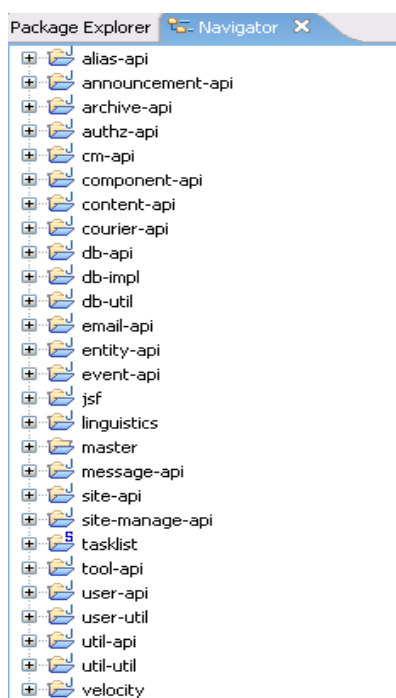 Package Explorer Navigator
alias-api
announcement-api
archive-api
authz-api
cm-api
component-api
content-api
courier-api
db-api
db-impl
db-util
email-api
entity-api
event-api
jsf
linguistics
master
message-api
site-api
site-manage-api
tasklist
tool-api
user-api
user-util
util-api
util-util
velocity